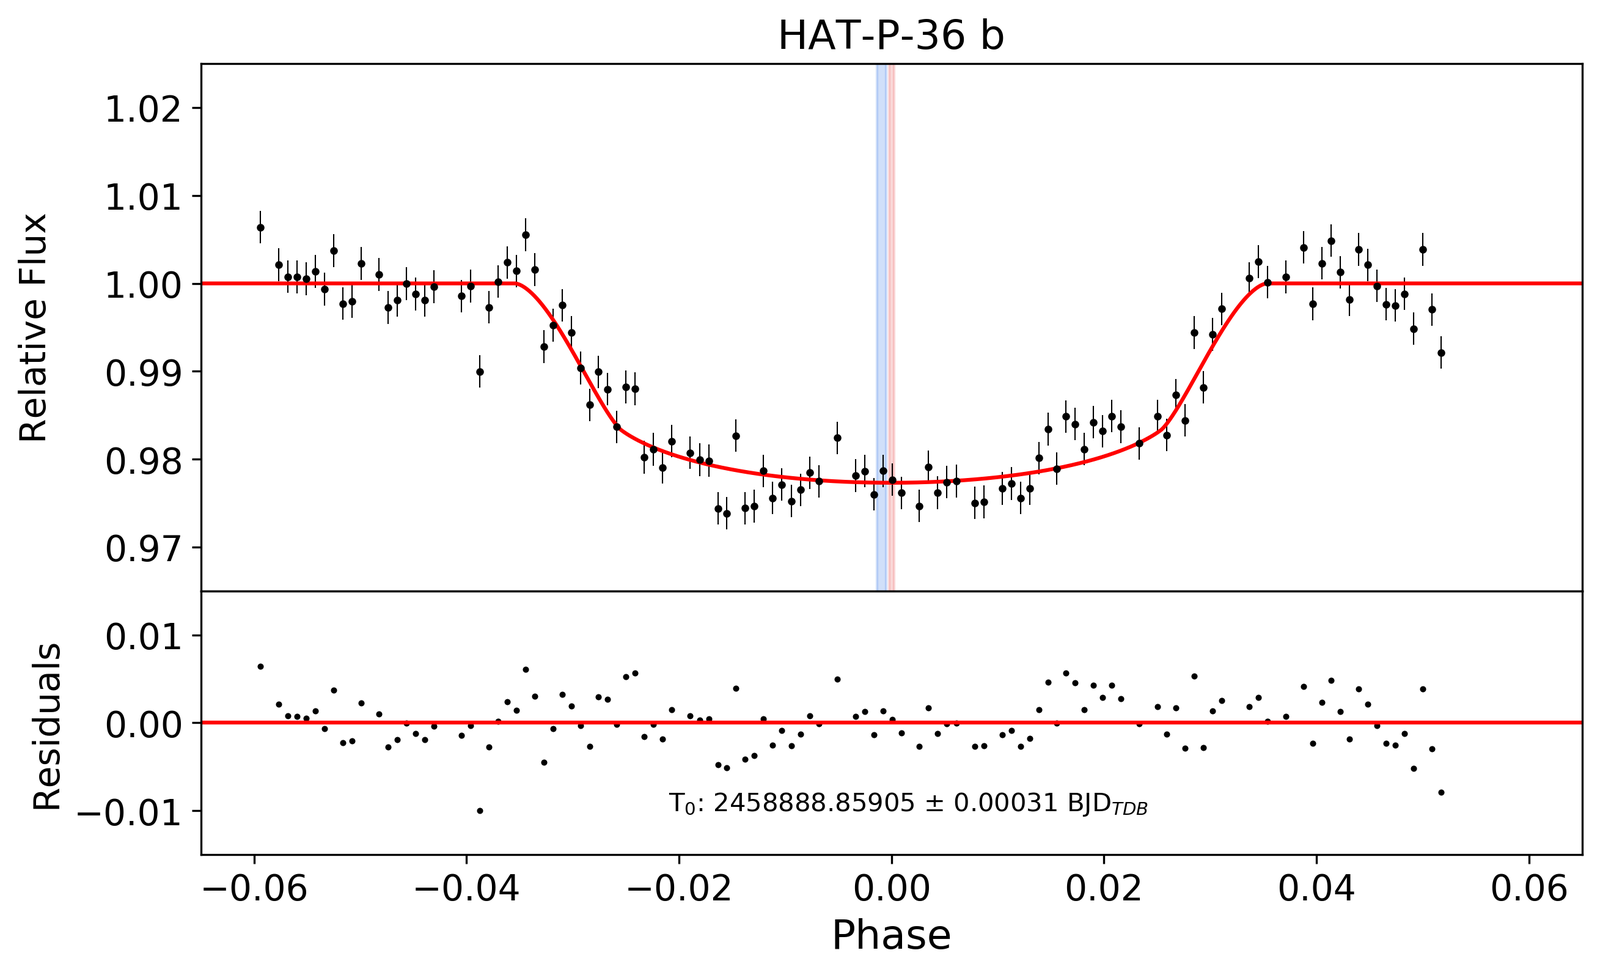 HAT-P-36 b
Relative Flux
1.02
1.01
1.00
0.99
0.98
0.97
Residuals
0.01
0.00
−0.01
T₀: 2458888.85905 ± 0.00031 BJD_TDB
−0.06 −0.04 −0.02 0.00 0.02 0.04 0.06
Phase